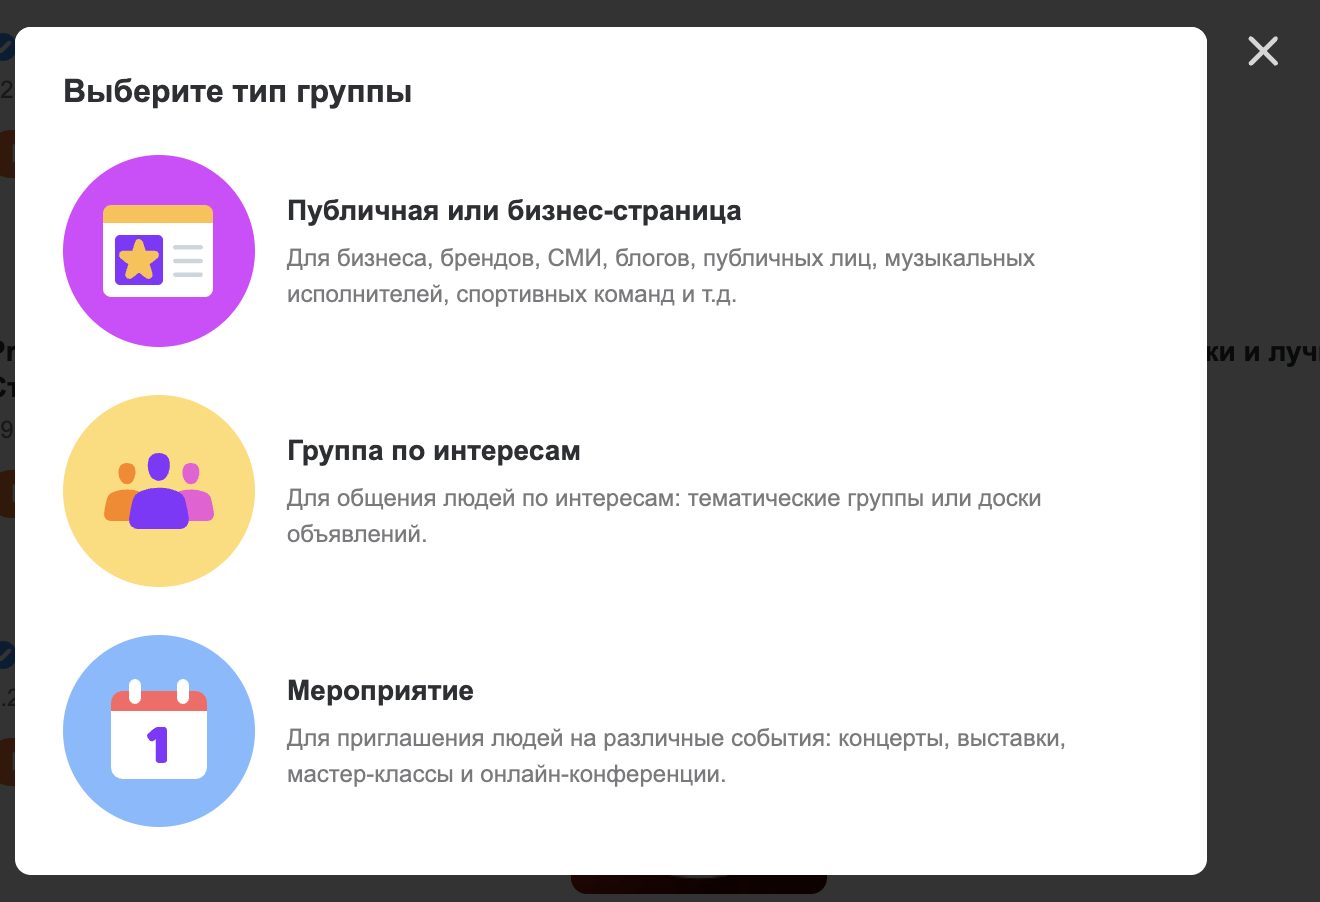 Выберите тип группы
Публичная или бизнес-страница
Для бизнеса, брендов, СМИ, блогов, публичных лиц, музыкальных
исполнителей, спортивных команд и т.д.
ки и луч
Группа по интересам
Для общения людей по интересам: тематические группы или доски
объявлений.
Мероприятие
1
Для приглашения людей на различные события: концерты, выставки,
мастер-классы и онлайн-конференции.